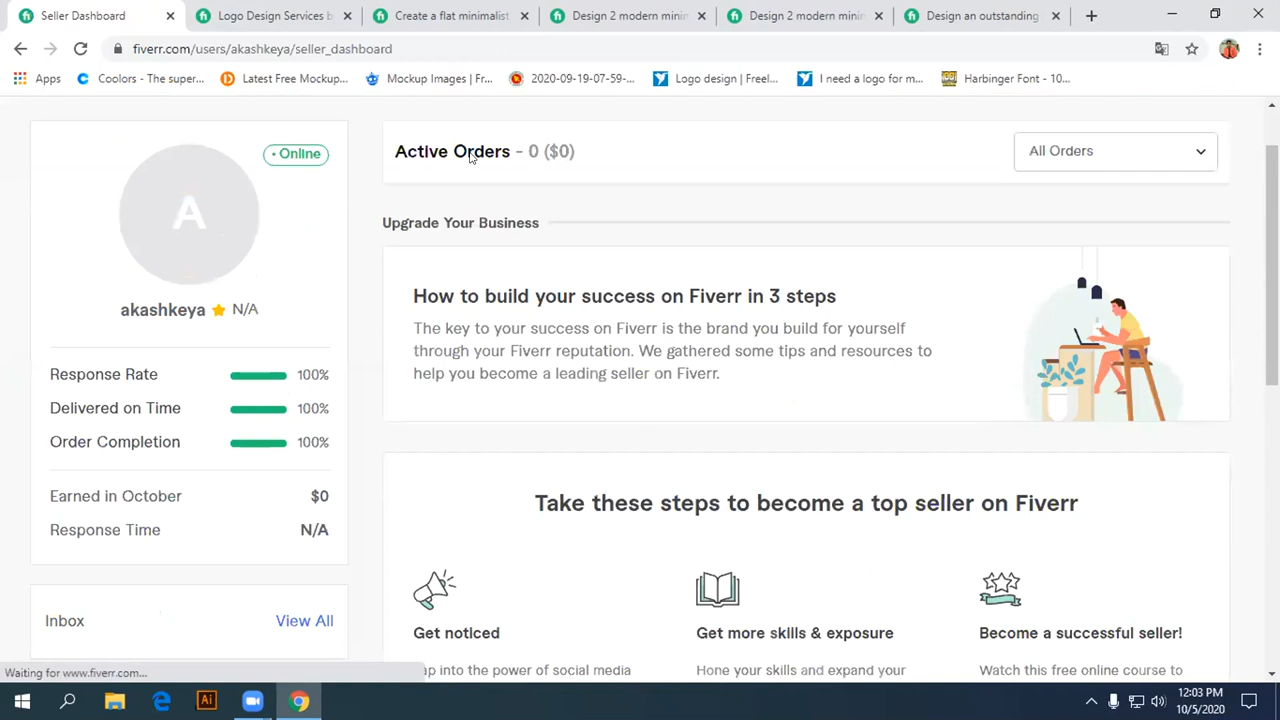 Seller Dashboard
Logo Design Services b
Create a flat minimalist
Design 2 modern minim
Design 2 modern minim
Design an outstanding
fiverr.com/users/akashkeya/seller_dashboard
Apps
Coolors - The super...
Latest Free Mockup...
Mockup Images | Fr...
2020-09-19-07-59-...
Logo design | Freel...
I need a logo for m...
Harbinger Font - 10...
Online
A
akashkeya N/A
Response Rate 100%
Delivered on Time 100%
Order Completion 100%
Earned in October $0
Response Time N/A
Inbox View All
Active Orders - 0 ($0)
All Orders
Upgrade Your Business
How to build your success on Fiverr in 3 steps
The key to your success on Fiverr is the brand you build for yourself
through your Fiverr reputation. We gathered some tips and resources to
help you become a leading seller on Fiverr.
Take these steps to become a top seller on Fiverr
Get noticed
Get more skills & exposure
Become a successful seller!
into the power of social media
Hone your skills and expand your
Watch this free online course to
Waiting for www.fiverr.com...
Ai
12:03 PM
10/5/2020